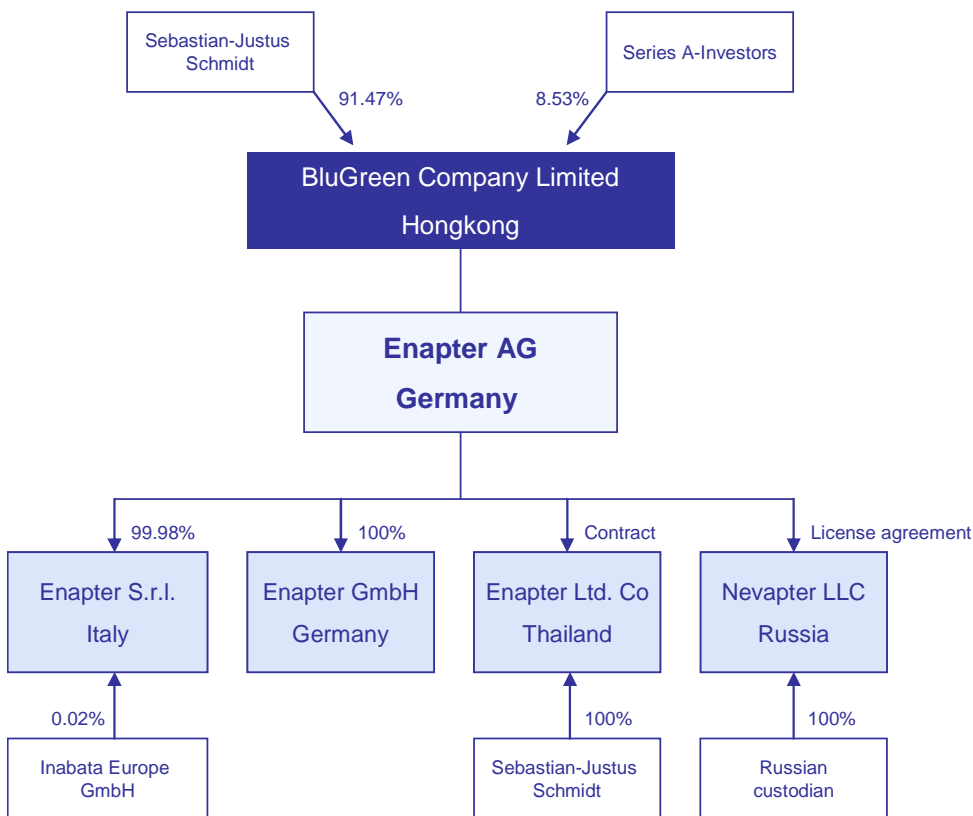 Sebastian-Justus
Schmidt
Series A-Investors
91.47%
8.53%
BluGreen Company Limited
Hongkong
Enapter AG
Germany
99.98%
100%
Contract
License agreement
Enapter S.r.l.
Italy
Enapter GmbH
Germany
Enapter Ltd. Co
Thailand
Nevapter LLC
Russia
0.02%
100%
100%
Inabata Europe
GmbH
Sebastian-Justus
Schmidt
Russian
custodian